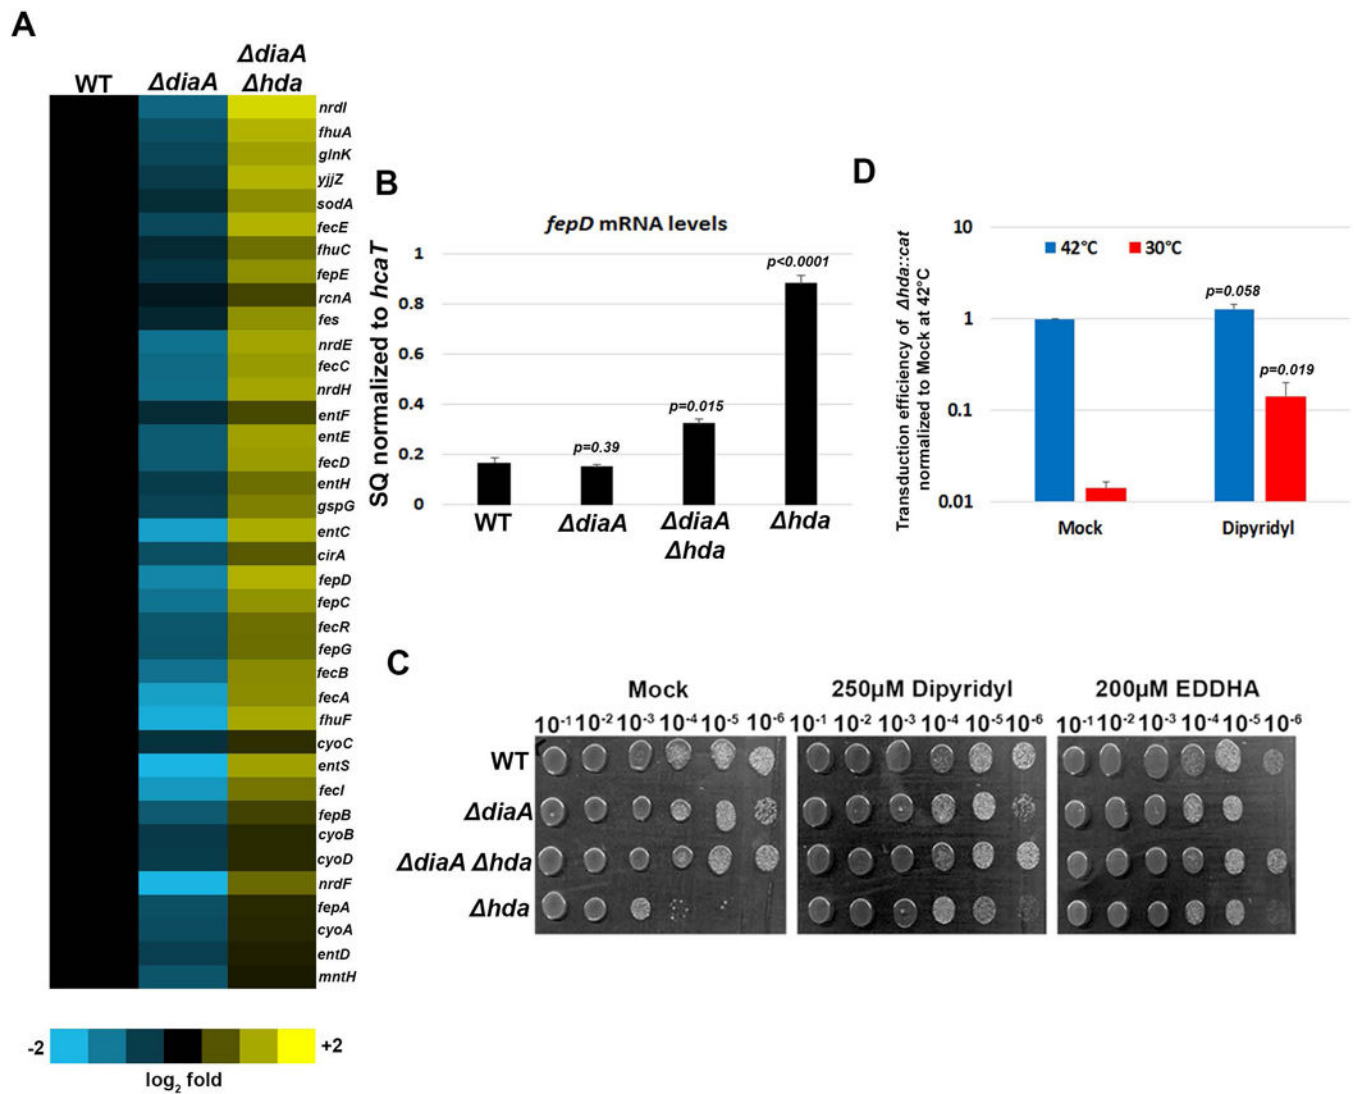 A
WT
ΔdiaA
ΔdiaA
Δhda
nrdI
fhuA
glnK
yjjZ
sodA
fecE
fhuC
fepE
rcnA
fes
nrdE
fecC
nrdH
entF
entE
fecD
entH
gspG
entC
cirA
fepD
fepC
fecR
fepG
fecB
fecA
fhuF
cyoC
entS
fecI
fepB
cyoB
cyoD
nrdF
fepA
cyoA
entD
mntH
-2
+2
log2 fold
B
fepD mRNA levels
SQ normalized to hcaT
1
0.8
0.6
0.4
0.2
0
p=0.39
p=0.015
p<0.0001
WT
ΔdiaA
ΔdiaA
Δhda
Δhda
D
Transduction efficiency of Δhda::cat
normalized to Mock at 42°C
10
1
0.1
0.01
42°C
30°C
p=0.058
p=0.019
Mock
Dipyridyl
C
Mock
250µM Dipyridyl
200µM EDDHA
10-1 10-2 10-3 10-4 10-5 10-6
10-1 10-2 10-3 10-4 10-5 10-6
10-1 10-2 10-3 10-4 10-5 10-6
WT
ΔdiaA
ΔdiaA Δhda
Δhda